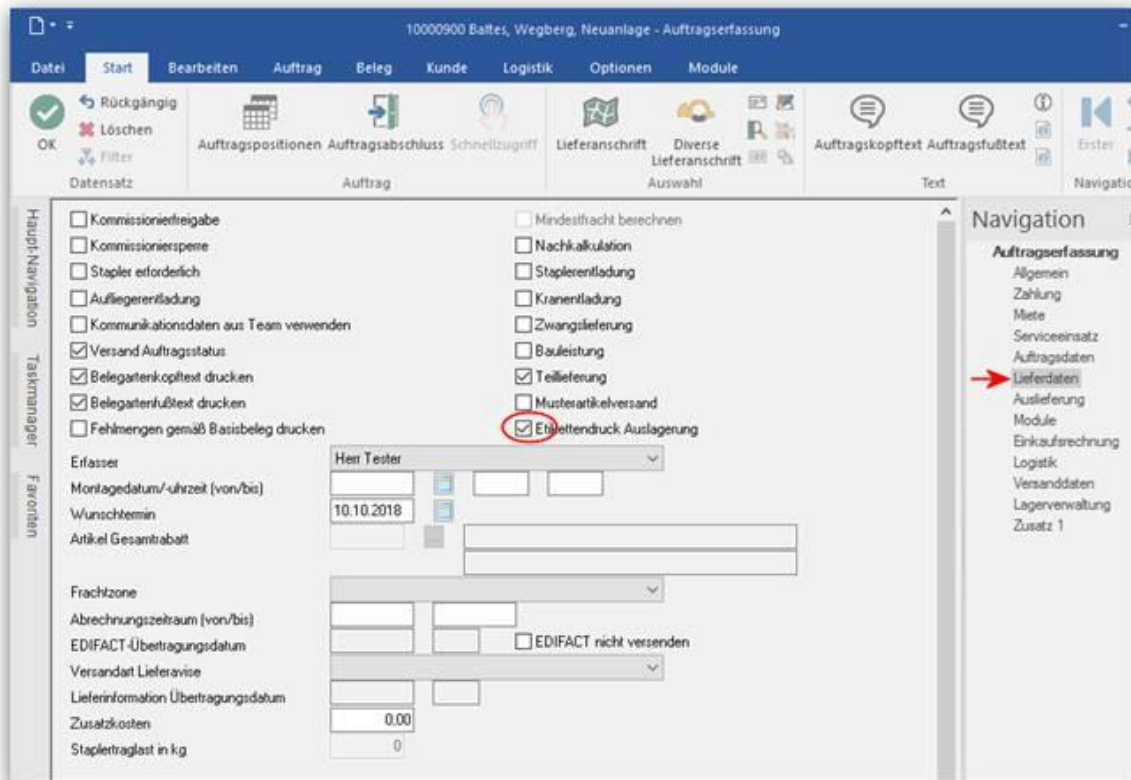 10000900 Baltes, Wegberg, Neuanlage - Auftragserfassung
Datei Start Bearbeiten Auftrag Beleg Kunde Logistik Optionen Module
OK
Rückgängig
Löschen
Filter
Datensatz
Auftragspositionen Auftragsabschluss Schnellzugriff
Auftrag
Lieferanschrift Diverse
Lieferanschrift
Auswahl
Auftragskopftext Auftragsfußtext
Text
Erster
Navigatio
Haupt-Navigation
Taskmanager
Favoriten
Kommissionierfreigabe
Kommissioniersperre
Stapler erforderlich
Aufliegerentladung
Kommunikationsdaten aus Team verwenden
Versand Auftragsstatus
Belegartenkopftext drucken
Belegartenfußtext drucken
Fehlmengen gemäß Basisbeleg drucken
Mindestfracht berechnen
Nachkalkulation
Staplerentladung
Kranentladung
Zwangslieferung
Bauleistung
Teillieferung
Musterartikelversand
Etikettendruck Auslagerung
Erfasser Herr Tester
Montagedatum/-uhrzeit (von/bis)
Wunschtermin 10.10.2018
Artikel Gesamtrabatt
Frachtzone
Abrechnungszeitraum (von/bis)
EDIFACT-Übertragungsdatum EDIFACT nicht versenden
Versandart Lieferavise
Lieferinformation Übertragungsdatum
Zusatzkosten 0,00
Staplertraglast in kg 0
Navigation
Auftragserfassung
Allgemein
Zahlung
Miete
Serviceeinsatz
Auftragsdaten
Lieferdaten
Auslieferung
Module
Einkaufsrechnung
Logistik
Versanddaten
Lagerverwaltung
Zusatz 1